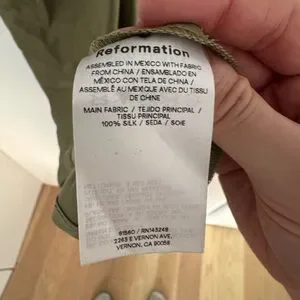 Reformation
ASSEMBLED IN MEXICO WITH FABRIC
FROM CHINA / ENSAMBLADO EN
MÉXICO CON TELA DE CHINA /
ASSEMBLÉ AU MEXIQUE AVEC DU TISSU
DE CHINE
MAIN FABRIC / TEJIDO PRINCIPAL /
TISSU PRINCIPAL
100% SILK / SEDA / SOIE
/ RN143248
2263 E VERNON AVE,
VERNON, CA 90058